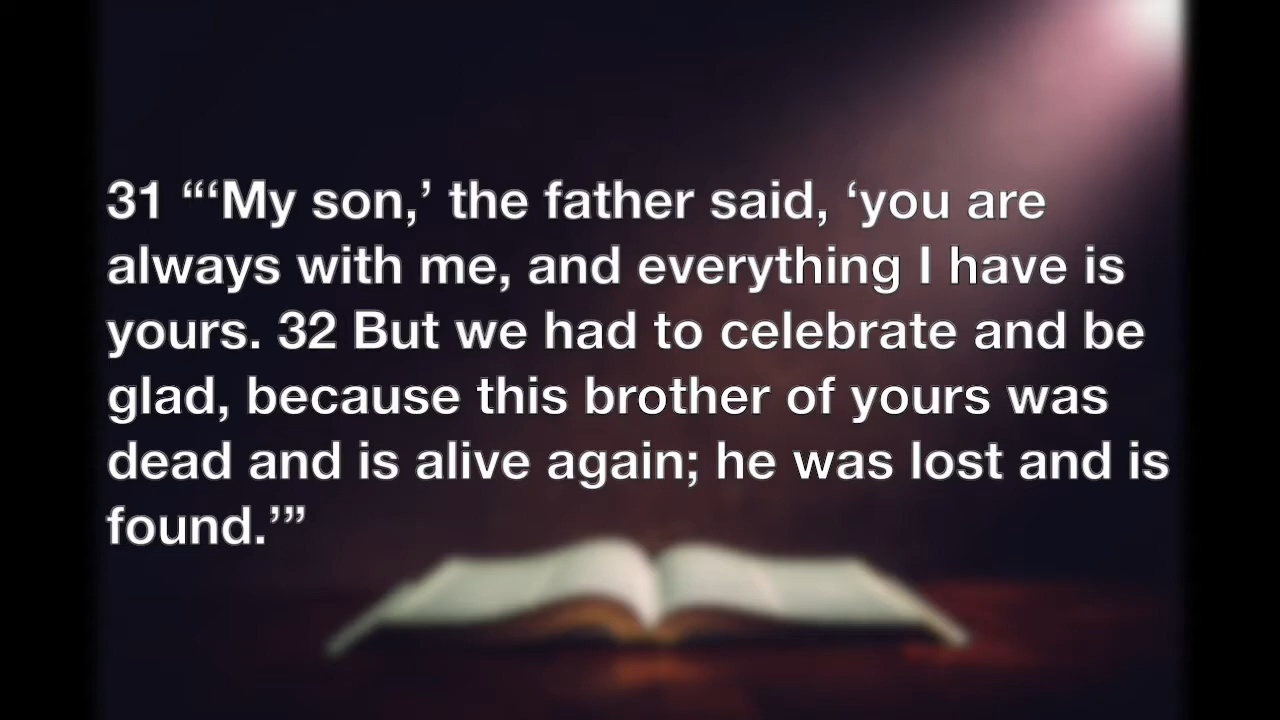 31 “‘My son,’ the father said, ‘you are
always with me, and everything I have is
yours. 32 But we had to celebrate and be
glad, because this brother of yours was
dead and is alive again; he was lost and is
found.’”